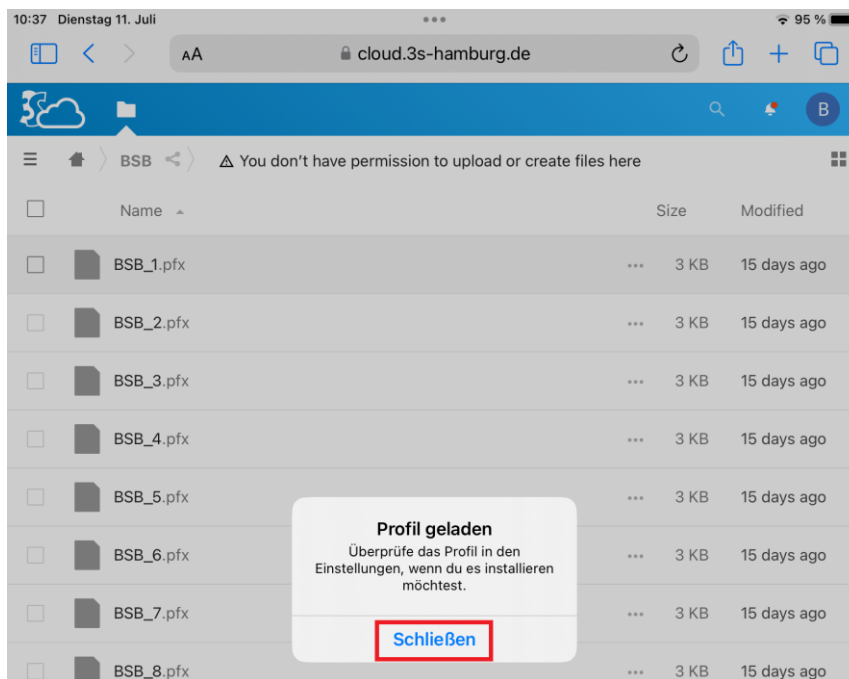 10:37 Dienstag 11. Juli
95 %
AA
cloud.3s-hamburg.de
B
BSB
You don't have permission to upload or create files here
Name Size Modified
BSB_1.pfx 3 KB 15 days ago
BSB_2.pfx 3 KB 15 days ago
BSB_3.pfx 3 KB 15 days ago
BSB_4.pfx 3 KB 15 days ago
BSB_5.pfx 3 KB 15 days ago
Profil geladen
Überprüfe das Profil in den
Einstellungen, wenn du es installieren
möchtest.
Schließen
BSB_6.pfx 3 KB 15 days ago
BSB_7.pfx 3 KB 15 days ago
BSB_8.pfx 3 KB 15 days ago